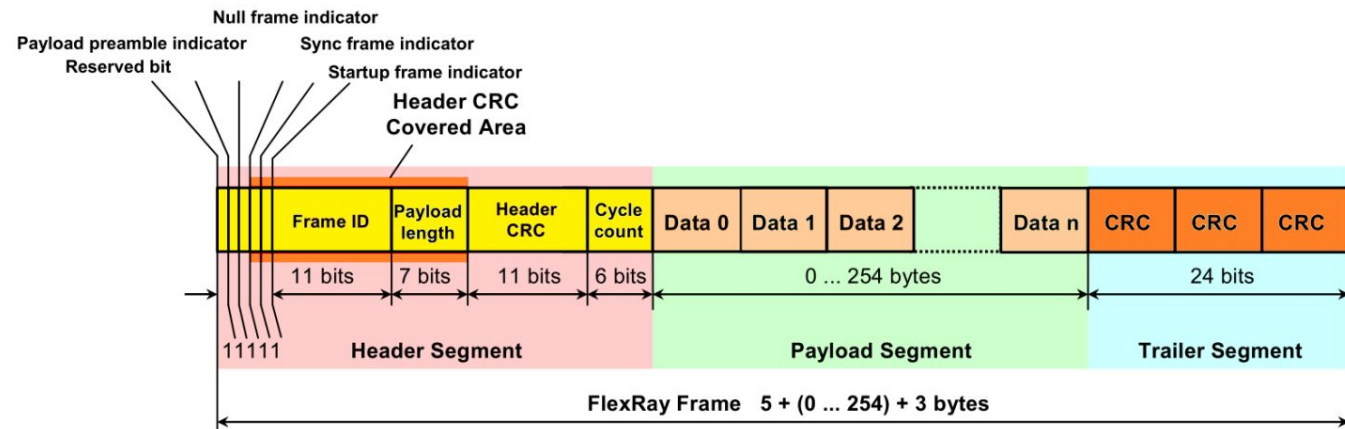 Null frame indicator
Payload preamble indicator
Sync frame indicator
Reserved bit
Startup frame indicator
Header CRC
Covered Area
Frame ID
Payload
length
Header
CRC
Cycle
count
Data 0
Data 1
Data 2
Data n
CRC
CRC
CRC
11 bits
7 bits
11 bits
6 bits
0 ... 254 bytes
24 bits
11111
Header Segment
Payload Segment
Trailer Segment
FlexRay Frame 5 + (0 ... 254) + 3 bytes